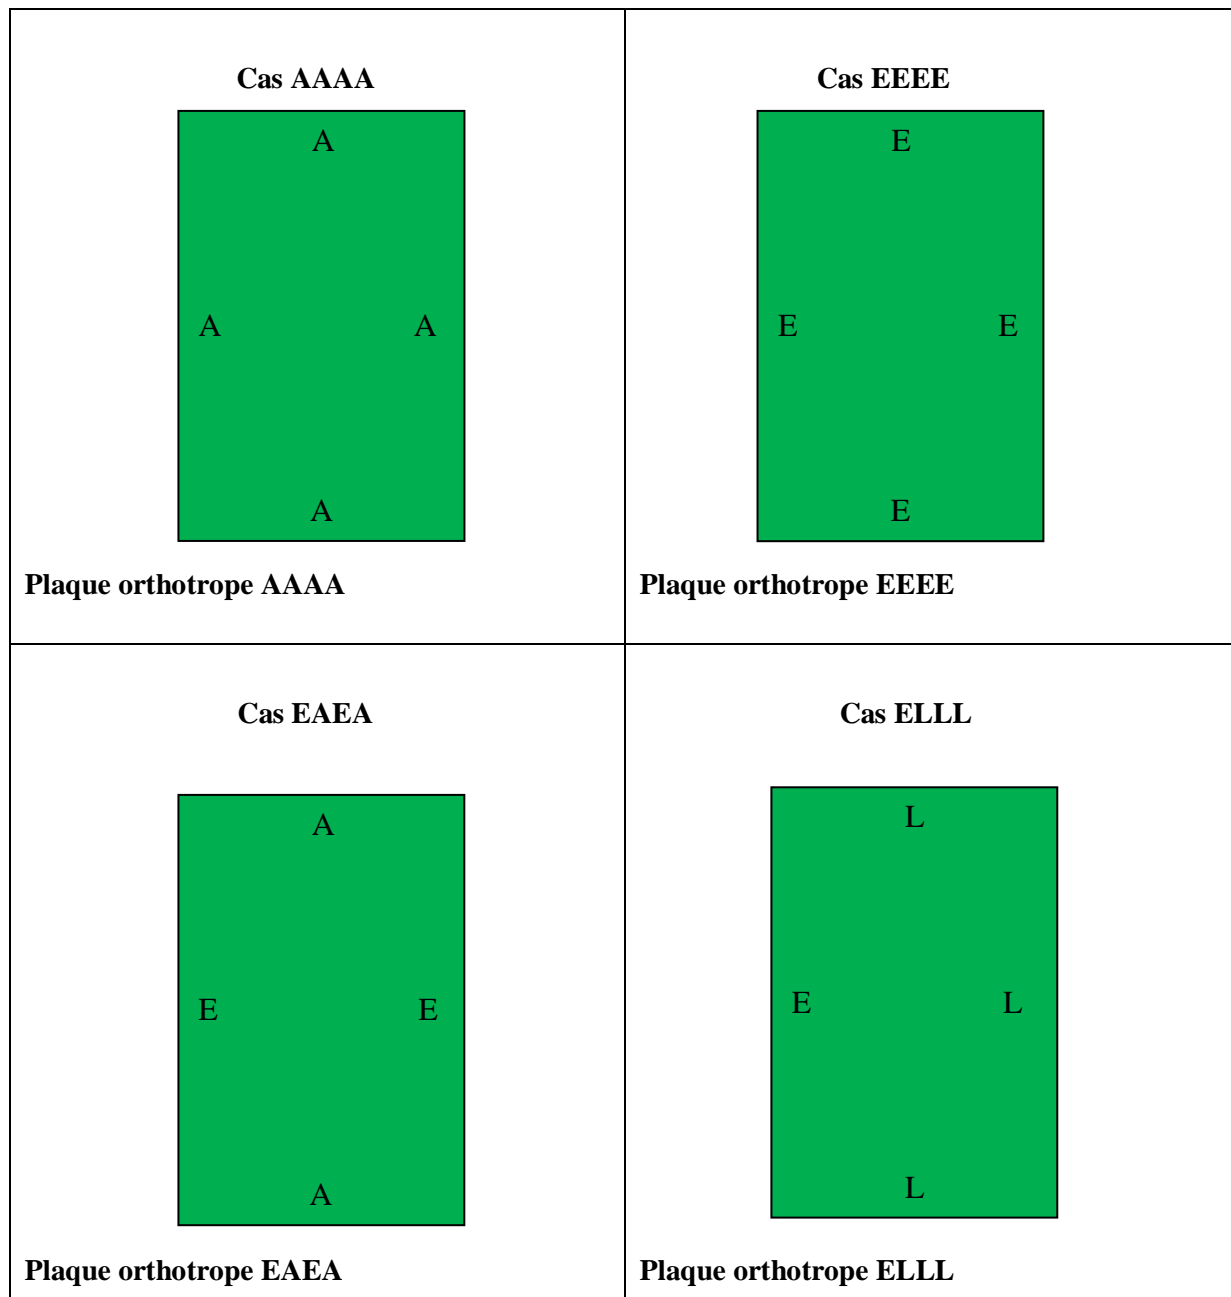 Cas AAAA
A
A A
A
Plaque orthotrope AAAA
Cas EEEE
E
E E
E
Plaque orthotrope EEEE
Cas EAEA
A
E E
A
Plaque orthotrope EAEA
Cas ELLL
L
E L
L
Plaque orthotrope ELLL